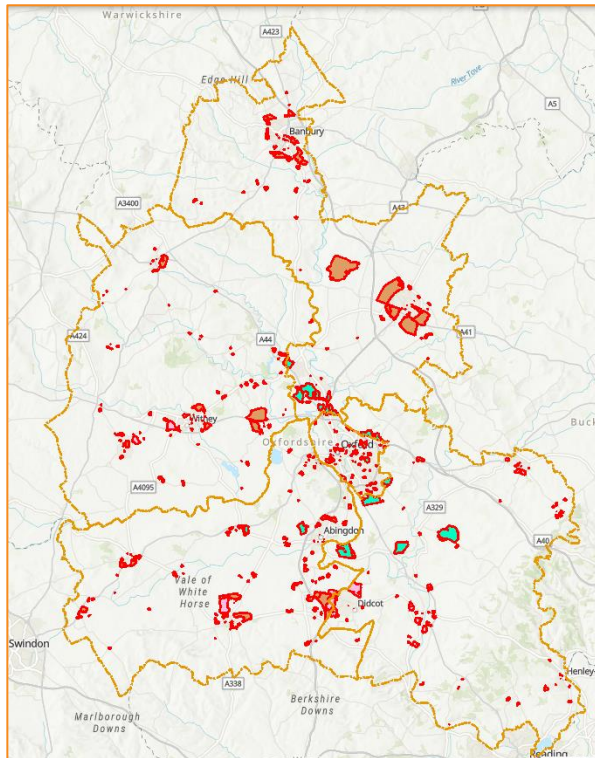 Warwickshire
A423
River Tove
Edge Hill
A5
Banbury
A3400
A43
A424
A44
A41
Witney
Oxfordshire
Oxford
Buck
A4095
A329
Abingdon
A40
Vale of
White
Horse
Didcot
Swindon
A338
Henley-
Berkshire
Downs
Marlborough
Downs
Reading